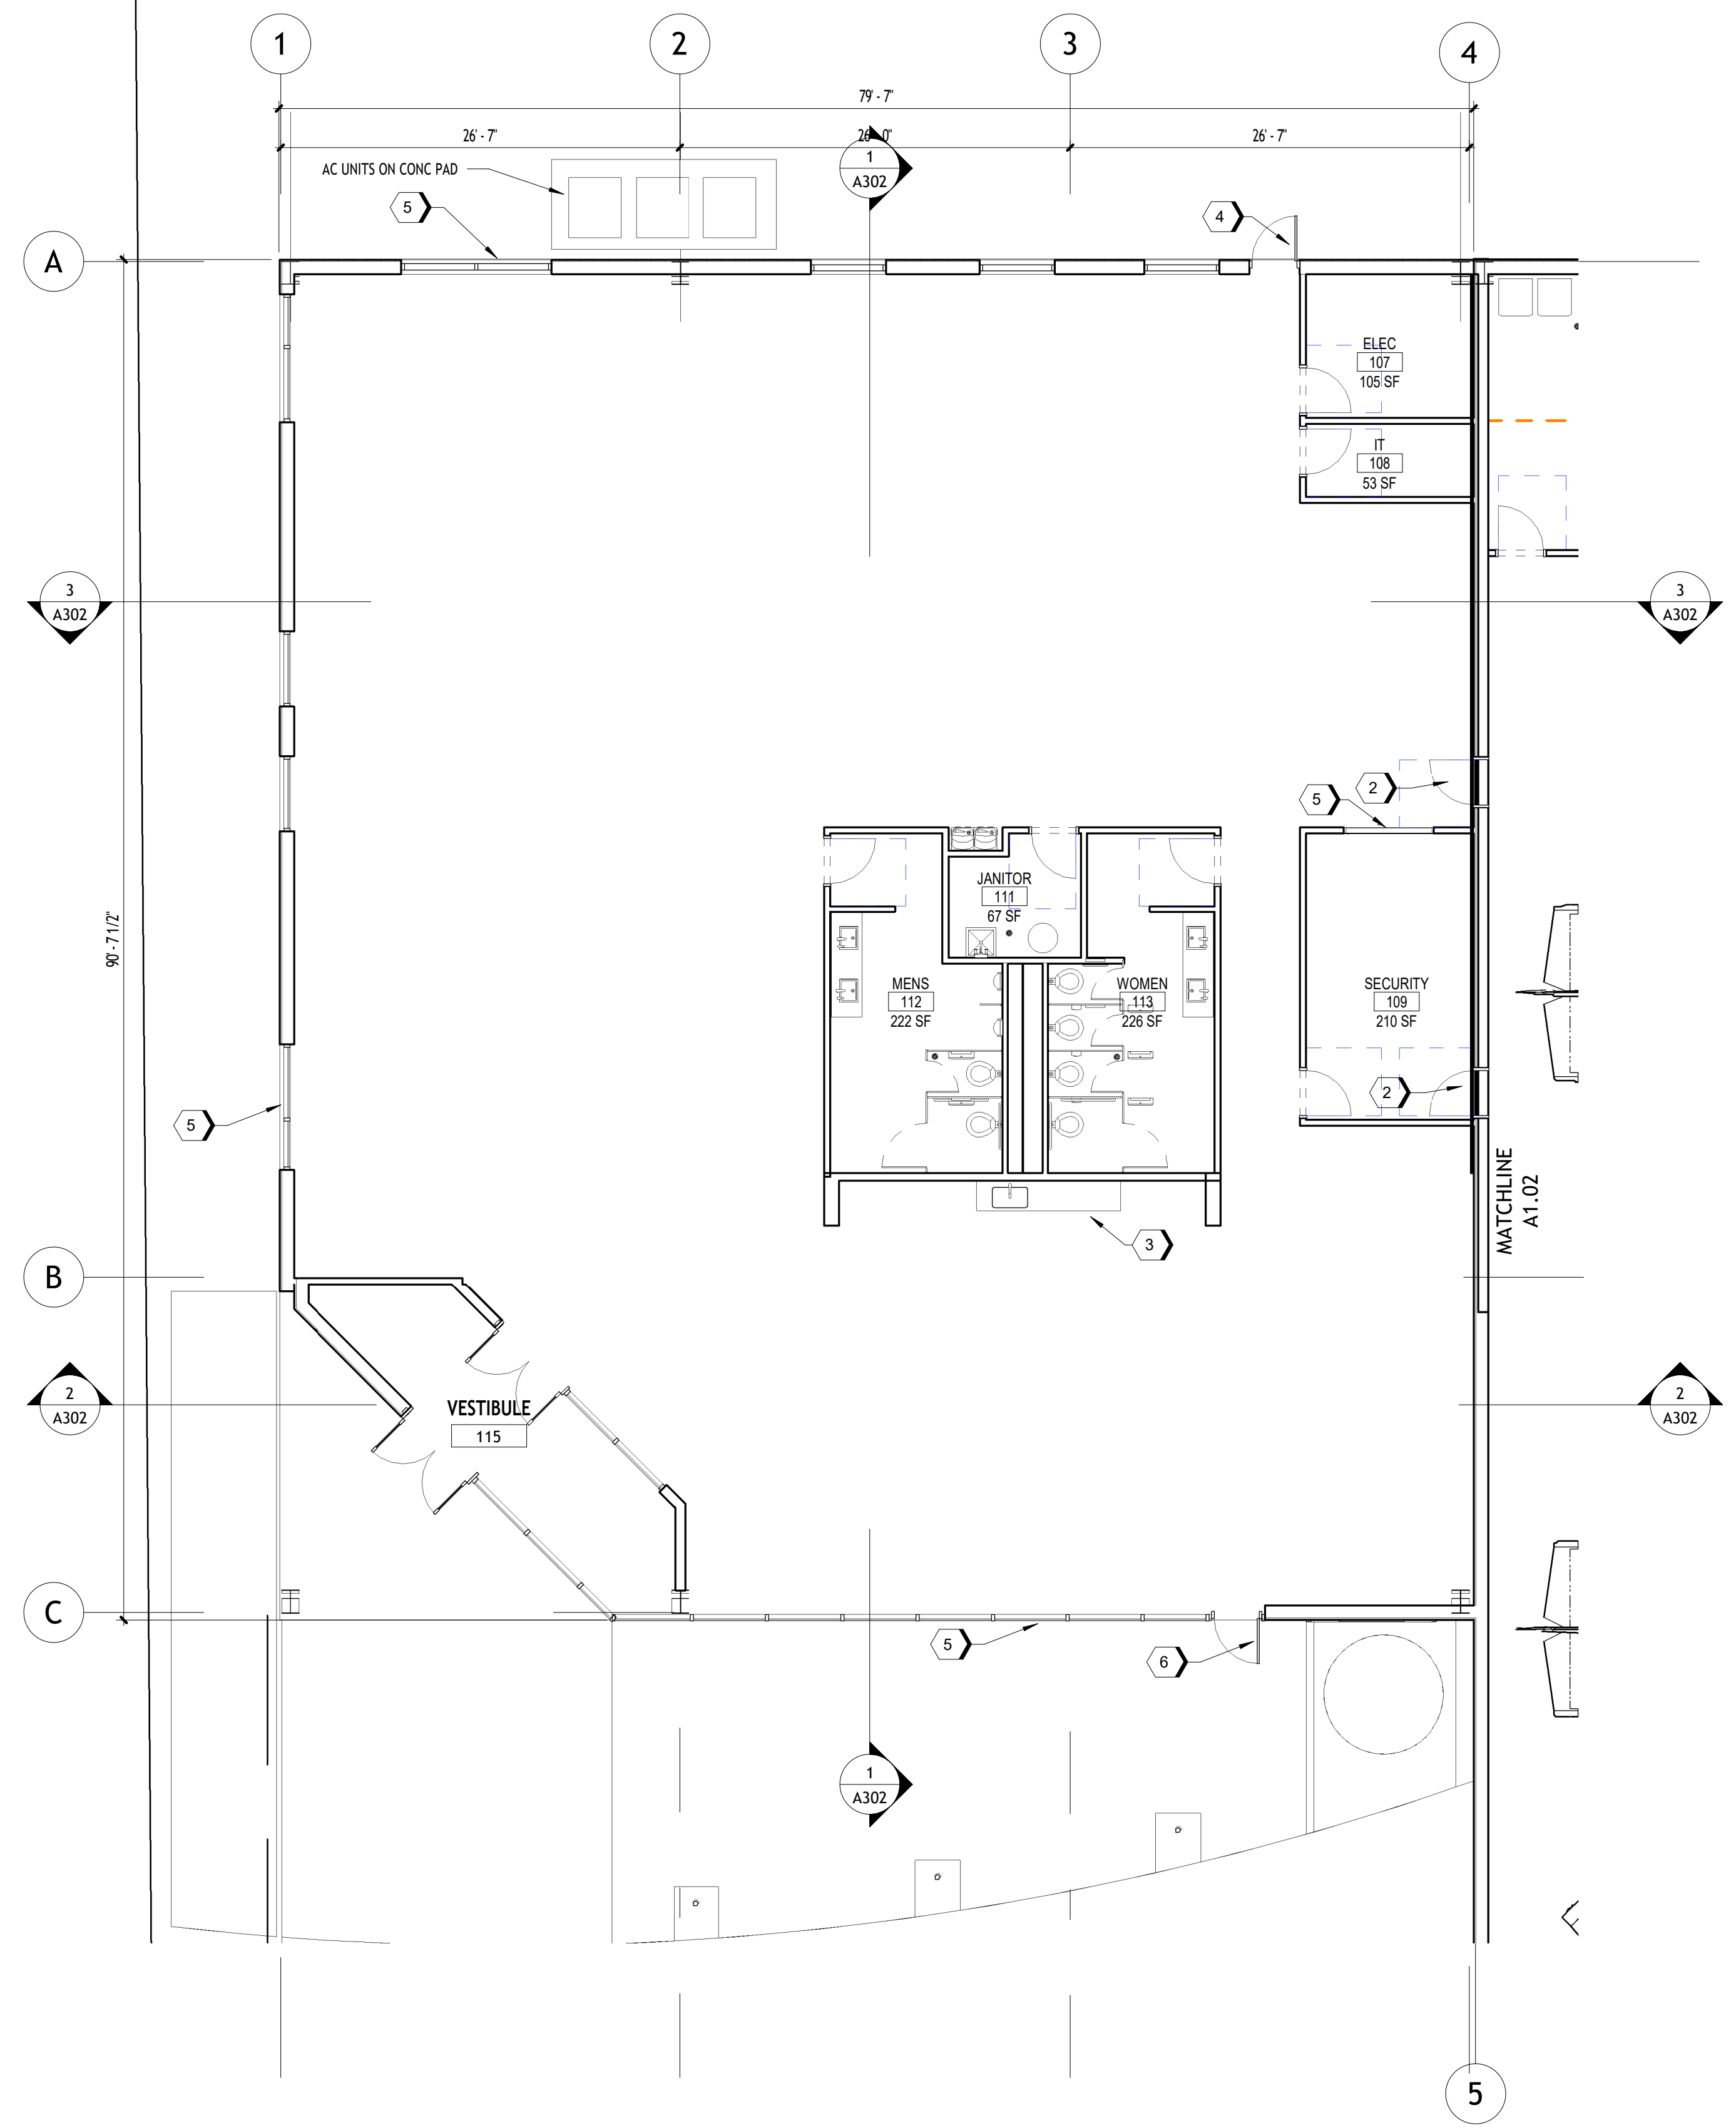 1
2
3
4
79' - 7"
26' - 7"
26' - 0"
26' - 7"
AC UNITS ON CONC PAD
1
A302
5
4
A
ELEC
107
105 SF
IT
108
53 SF
3
A302
3
A302
2
5
JANITOR
111
67 SF
90' - 7 1/2"
MENS
112
222 SF
WOMEN
113
226 SF
SECURITY
109
210 SF
2
5
MATCHLINE
A1.02
3
B
2
A302
VESTIBULE
115
2
A302
C
5
6
1
A302
5